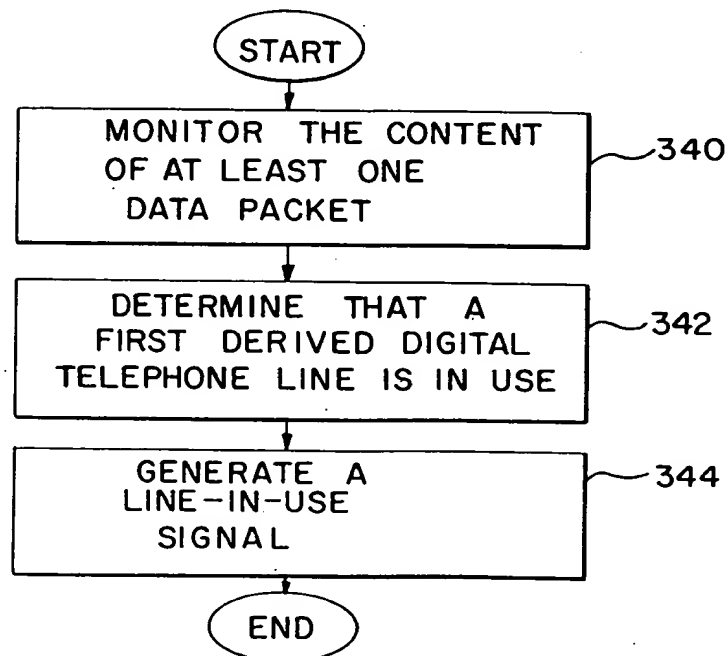 START
MONITOR THE CONTENT
OF AT LEAST ONE
DATA PACKET
340
DETERMINE THAT A
FIRST DERIVED DIGITAL
TELEPHONE LINE IS IN USE
342
GENERATE A
LINE-IN-USE
SIGNAL
344
END